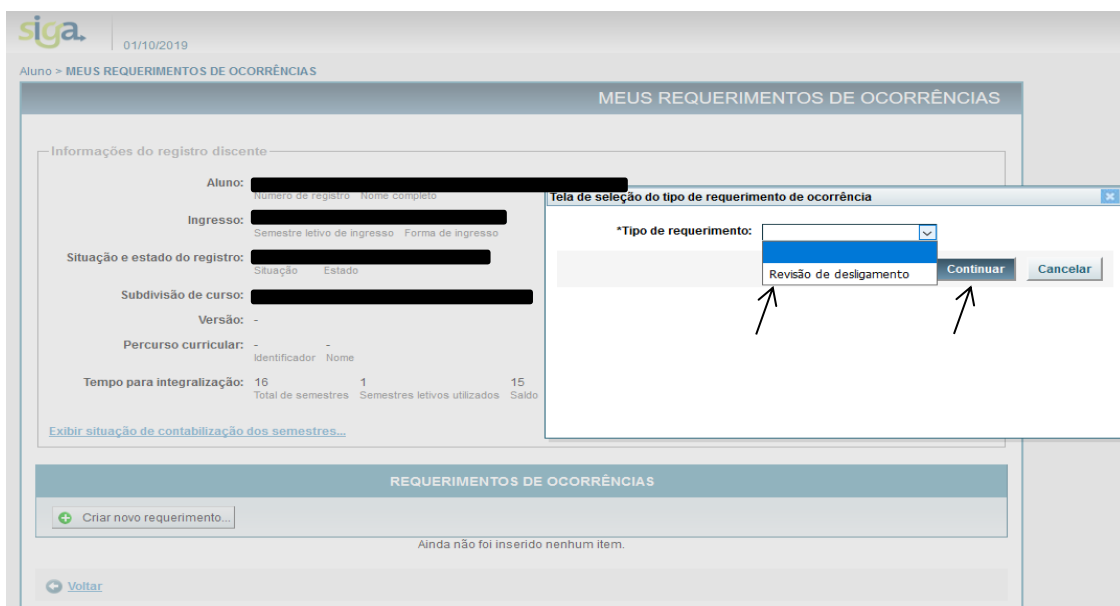 siga.
01/10/2019
Aluno > MEUS REQUERIMENTOS DE OCORRÊNCIAS
MEUS REQUERIMENTOS DE OCORRÊNCIAS
Informações do registro discente
Aluno:
Número de registro Nome completo
Ingresso:
Semestre letivo de ingresso Forma de ingresso
Situação e estado do registro:
Situação Estado
Subdivisão de curso:
Versão: -
Percurso curricular: - -
Identificador Nome
Tempo para integralização: 16 1 15
Total de semestres Semestres letivos utilizados Saldo
Exibir situação de contabilização dos semestres...
Tela de seleção do tipo de requerimento de ocorrência
*Tipo de requerimento:
Revisão de desligamento
Continuar Cancelar
REQUERIMENTOS DE OCORRÊNCIAS
Criar novo requerimento...
Ainda não foi inserido nenhum item.
Voltar